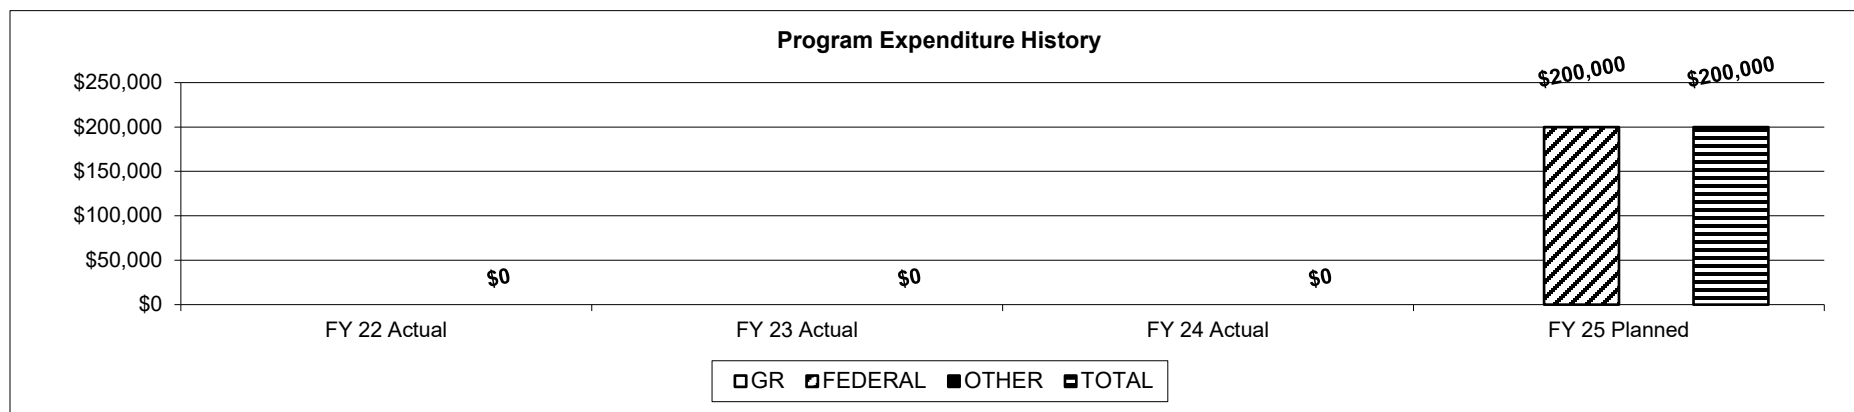 Program Expenditure History
$250,000
$200,000
$150,000
$100,000
$50,000
$0
$0
$0
$0
$200,000
$200,000
FY 22 Actual
FY 23 Actual
FY 24 Actual
FY 25 Planned
GR FEDERAL OTHER TOTAL